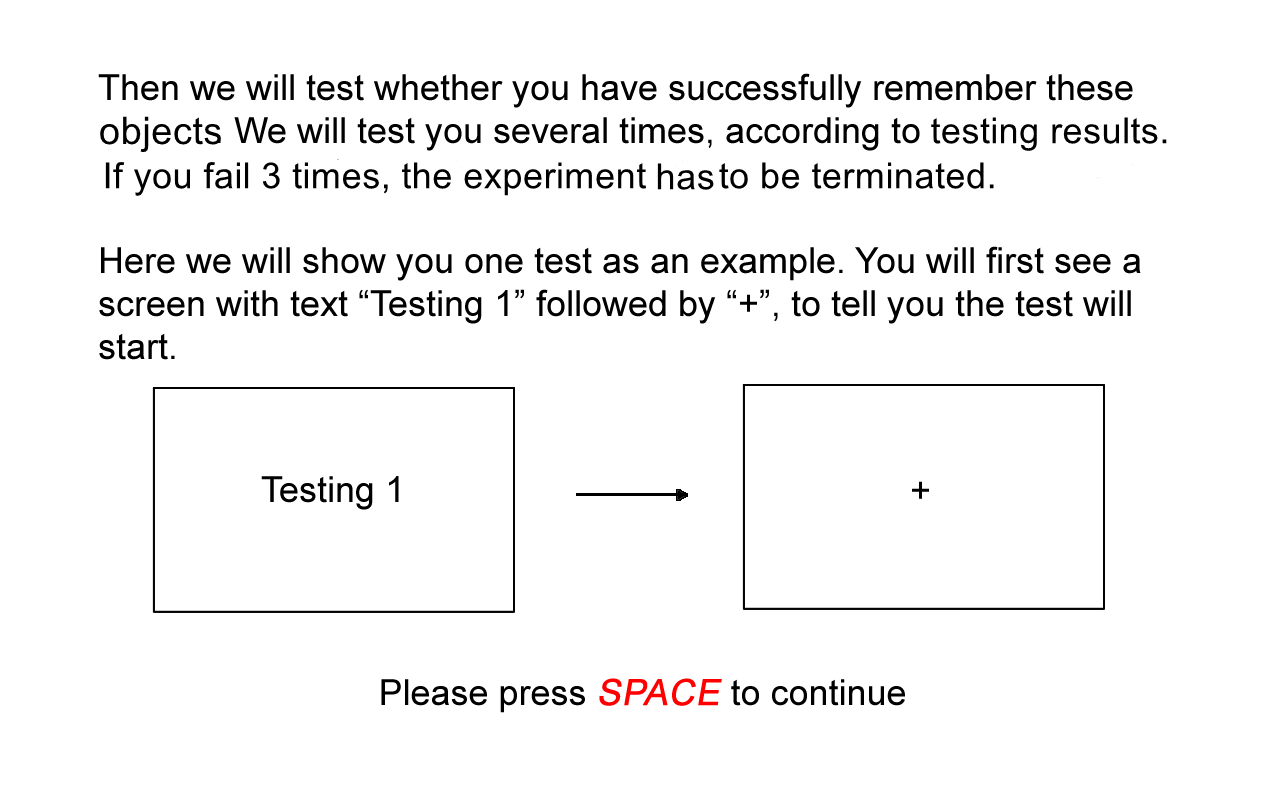 Then we will test whether you have successfully remember these
objects. We will test you several times, according to testing results.
If you fail 3 times, the experiment has to be terminated.
Here we will show you one test as an example. You will first see a
screen with text “Testing 1” followed by “+”, to tell you the test will
start.
Testing 1
+
Please press SPACE to continue